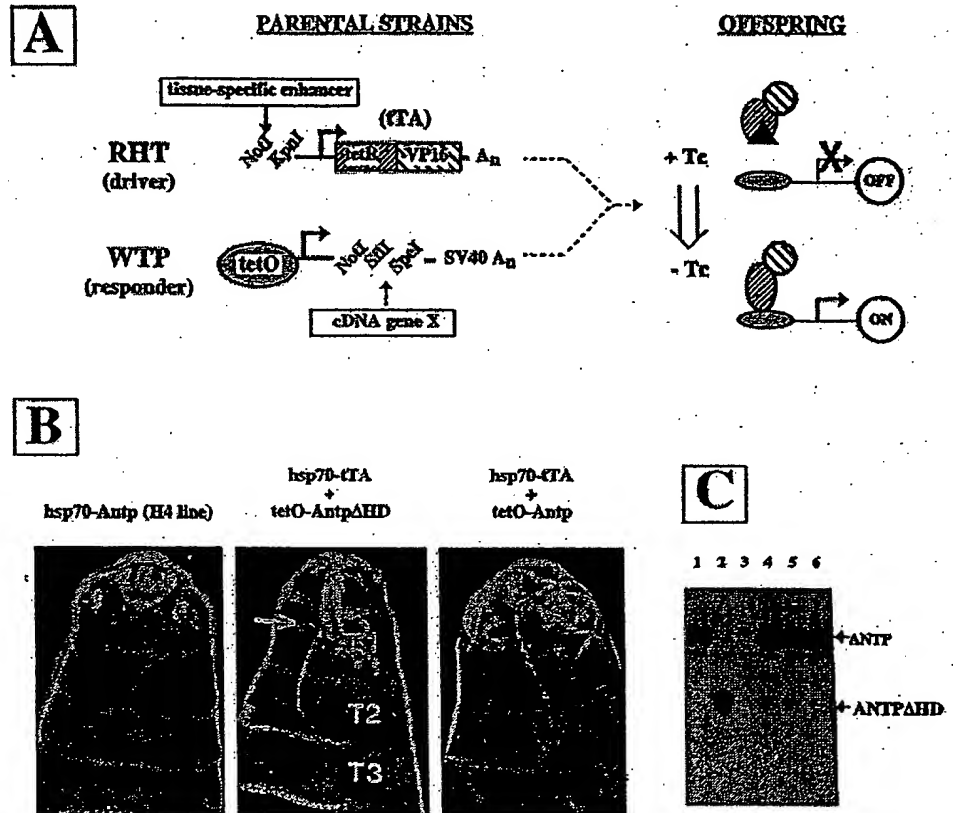 A
PARENTAL STRAINS
OFFSPRING
tissue-specific enhancer
(tTA)
NotI KpnI
RHT
(driver)
tetR VP16 An
+ Tc
OFF
X
WTP
(responder)
tetO
NotI SfiI SpeI
SV40 An
- Tc
cDNA gene X
ON
B
hsp70-Antp (H4 line)
hsp70-tTA
+
tetO-AntpΔHD
hsp70-tTA
+
tetO-Antp
C
1 2 3 4 5 6
ANTP
ANTPΔHD
T1
T2
T3